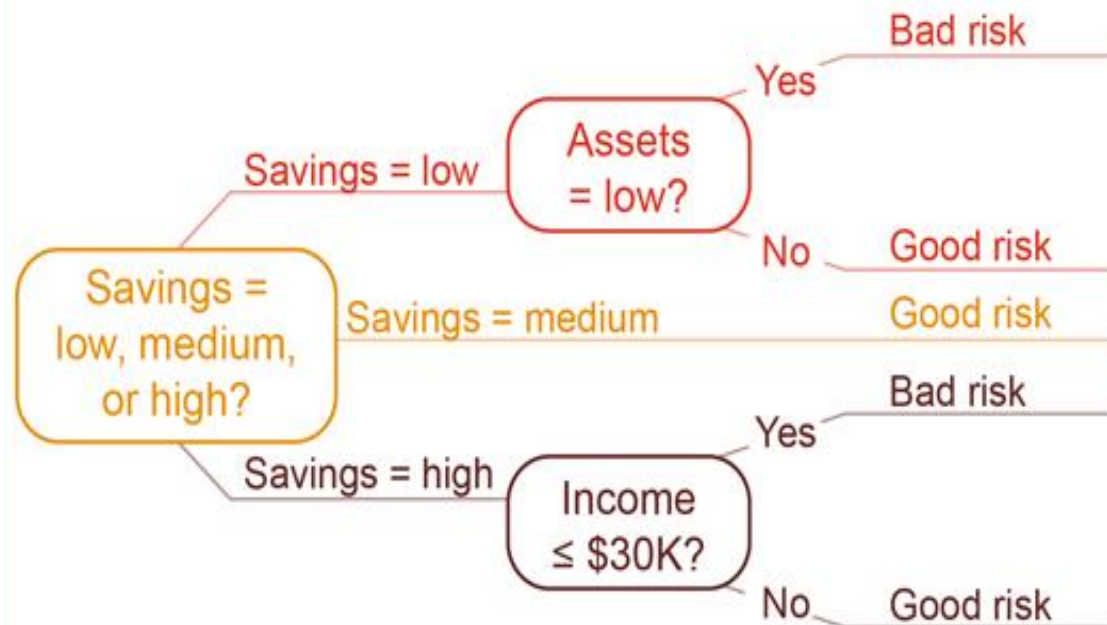 Savings =
low, medium,
or high?
Savings = low
Assets
= low?
Yes
Bad risk
No
Good risk
Savings = medium
Good risk
Savings = high
Income
≤ $30K?
Yes
Bad risk
No
Good risk